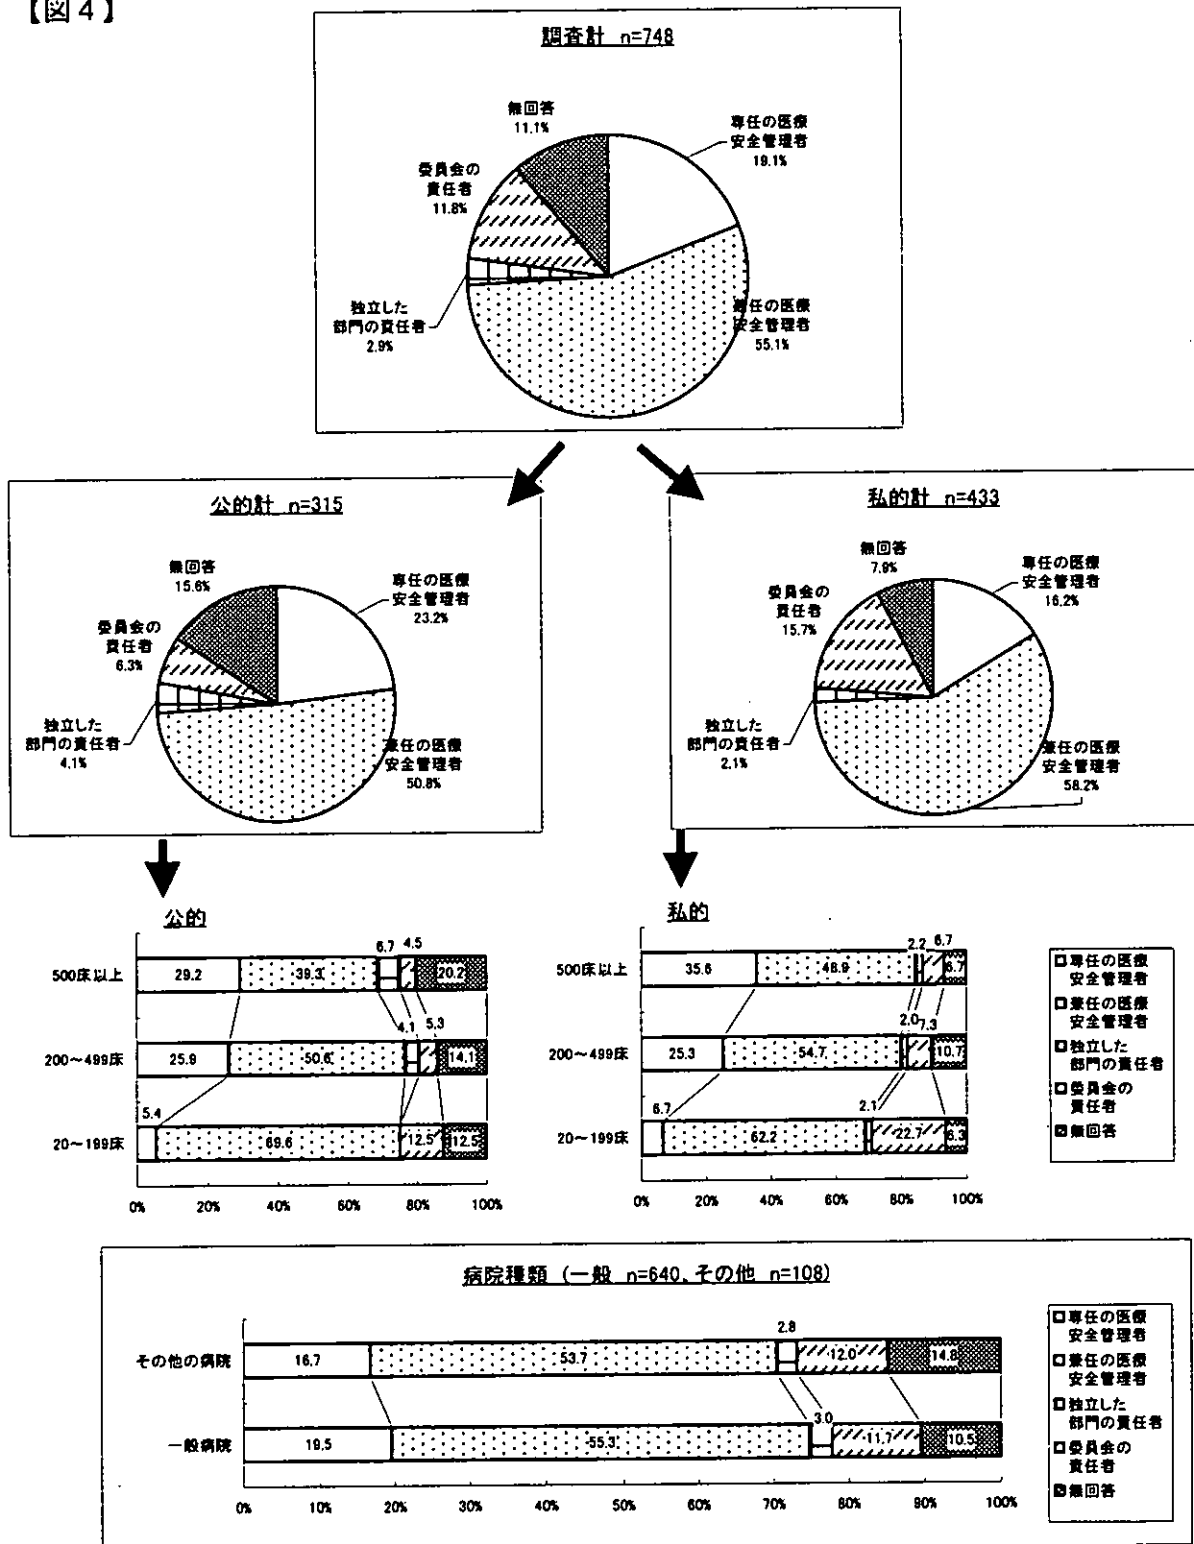 【図4】
調査計 n=748
無回答
11.1%
専任の医療
安全管理者
19.1%
委員会の
責任者
11.8%
独立した
部門の責任者
2.9%
兼任の医療
安全管理者
55.1%
公的計 n=315
無回答
15.6%
専任の医療
安全管理者
23.2%
委員会の
責任者
6.3%
独立した
部門の責任者
4.1%
兼任の医療
安全管理者
50.8%
私的計 n=433
無回答
7.9%
専任の医療
安全管理者
16.2%
委員会の
責任者
15.7%
独立した
部門の責任者
2.1%
兼任の医療
安全管理者
58.2%
公的
6.7 4.5
500床以上 29.2 39.3 20.2
4.1 5.3
200～499床 25.9 50.6 14.1
5.4
20～199床 69.6 12.5 12.5
0% 20% 40% 60% 80% 100%
私的
2.2 6.7
500床以上 35.6 48.9 6.7
2.0 7.3
200～499床 25.3 54.7 10.7
6.7 2.1
20～199床 62.2 22.7 6.3
0% 20% 40% 60% 80% 100%
専任の医療
安全管理者
兼任の医療
安全管理者
独立した
部門の責任者
委員会の
責任者
無回答
病院種類（一般 n=640、その他 n=108）
2.8
その他の病院 16.7 53.7 12.0 14.8
3.0
一般病院 19.5 55.3 11.7 10.5
0% 10% 20% 30% 40% 50% 60% 70% 80% 90% 100%
専任の医療
安全管理者
兼任の医療
安全管理者
独立した
部門の責任者
委員会の
責任者
無回答